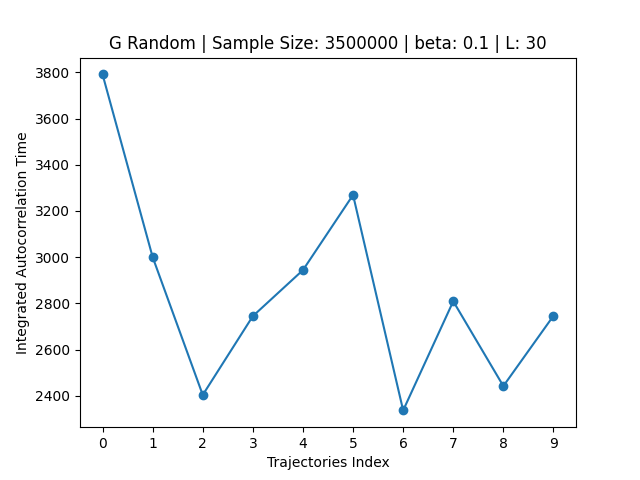 G Random | Sample Size: 3500000 | beta: 0.1 | L: 30
Integrated Autocorrelation Time
3800
3600
3400
3200
3000
2800
2600
2400
0 1 2 3 4 5 6 7 8 9
Trajectories Index